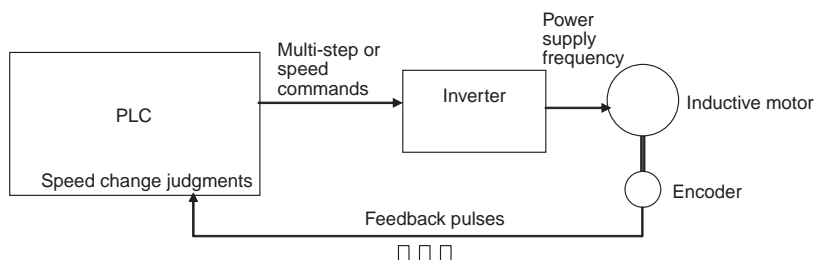 Multi-step or
speed
commands
Power
supply
frequency
PLC
Inverter
Inductive motor
Speed change judgments
Encoder
Feedback pulses